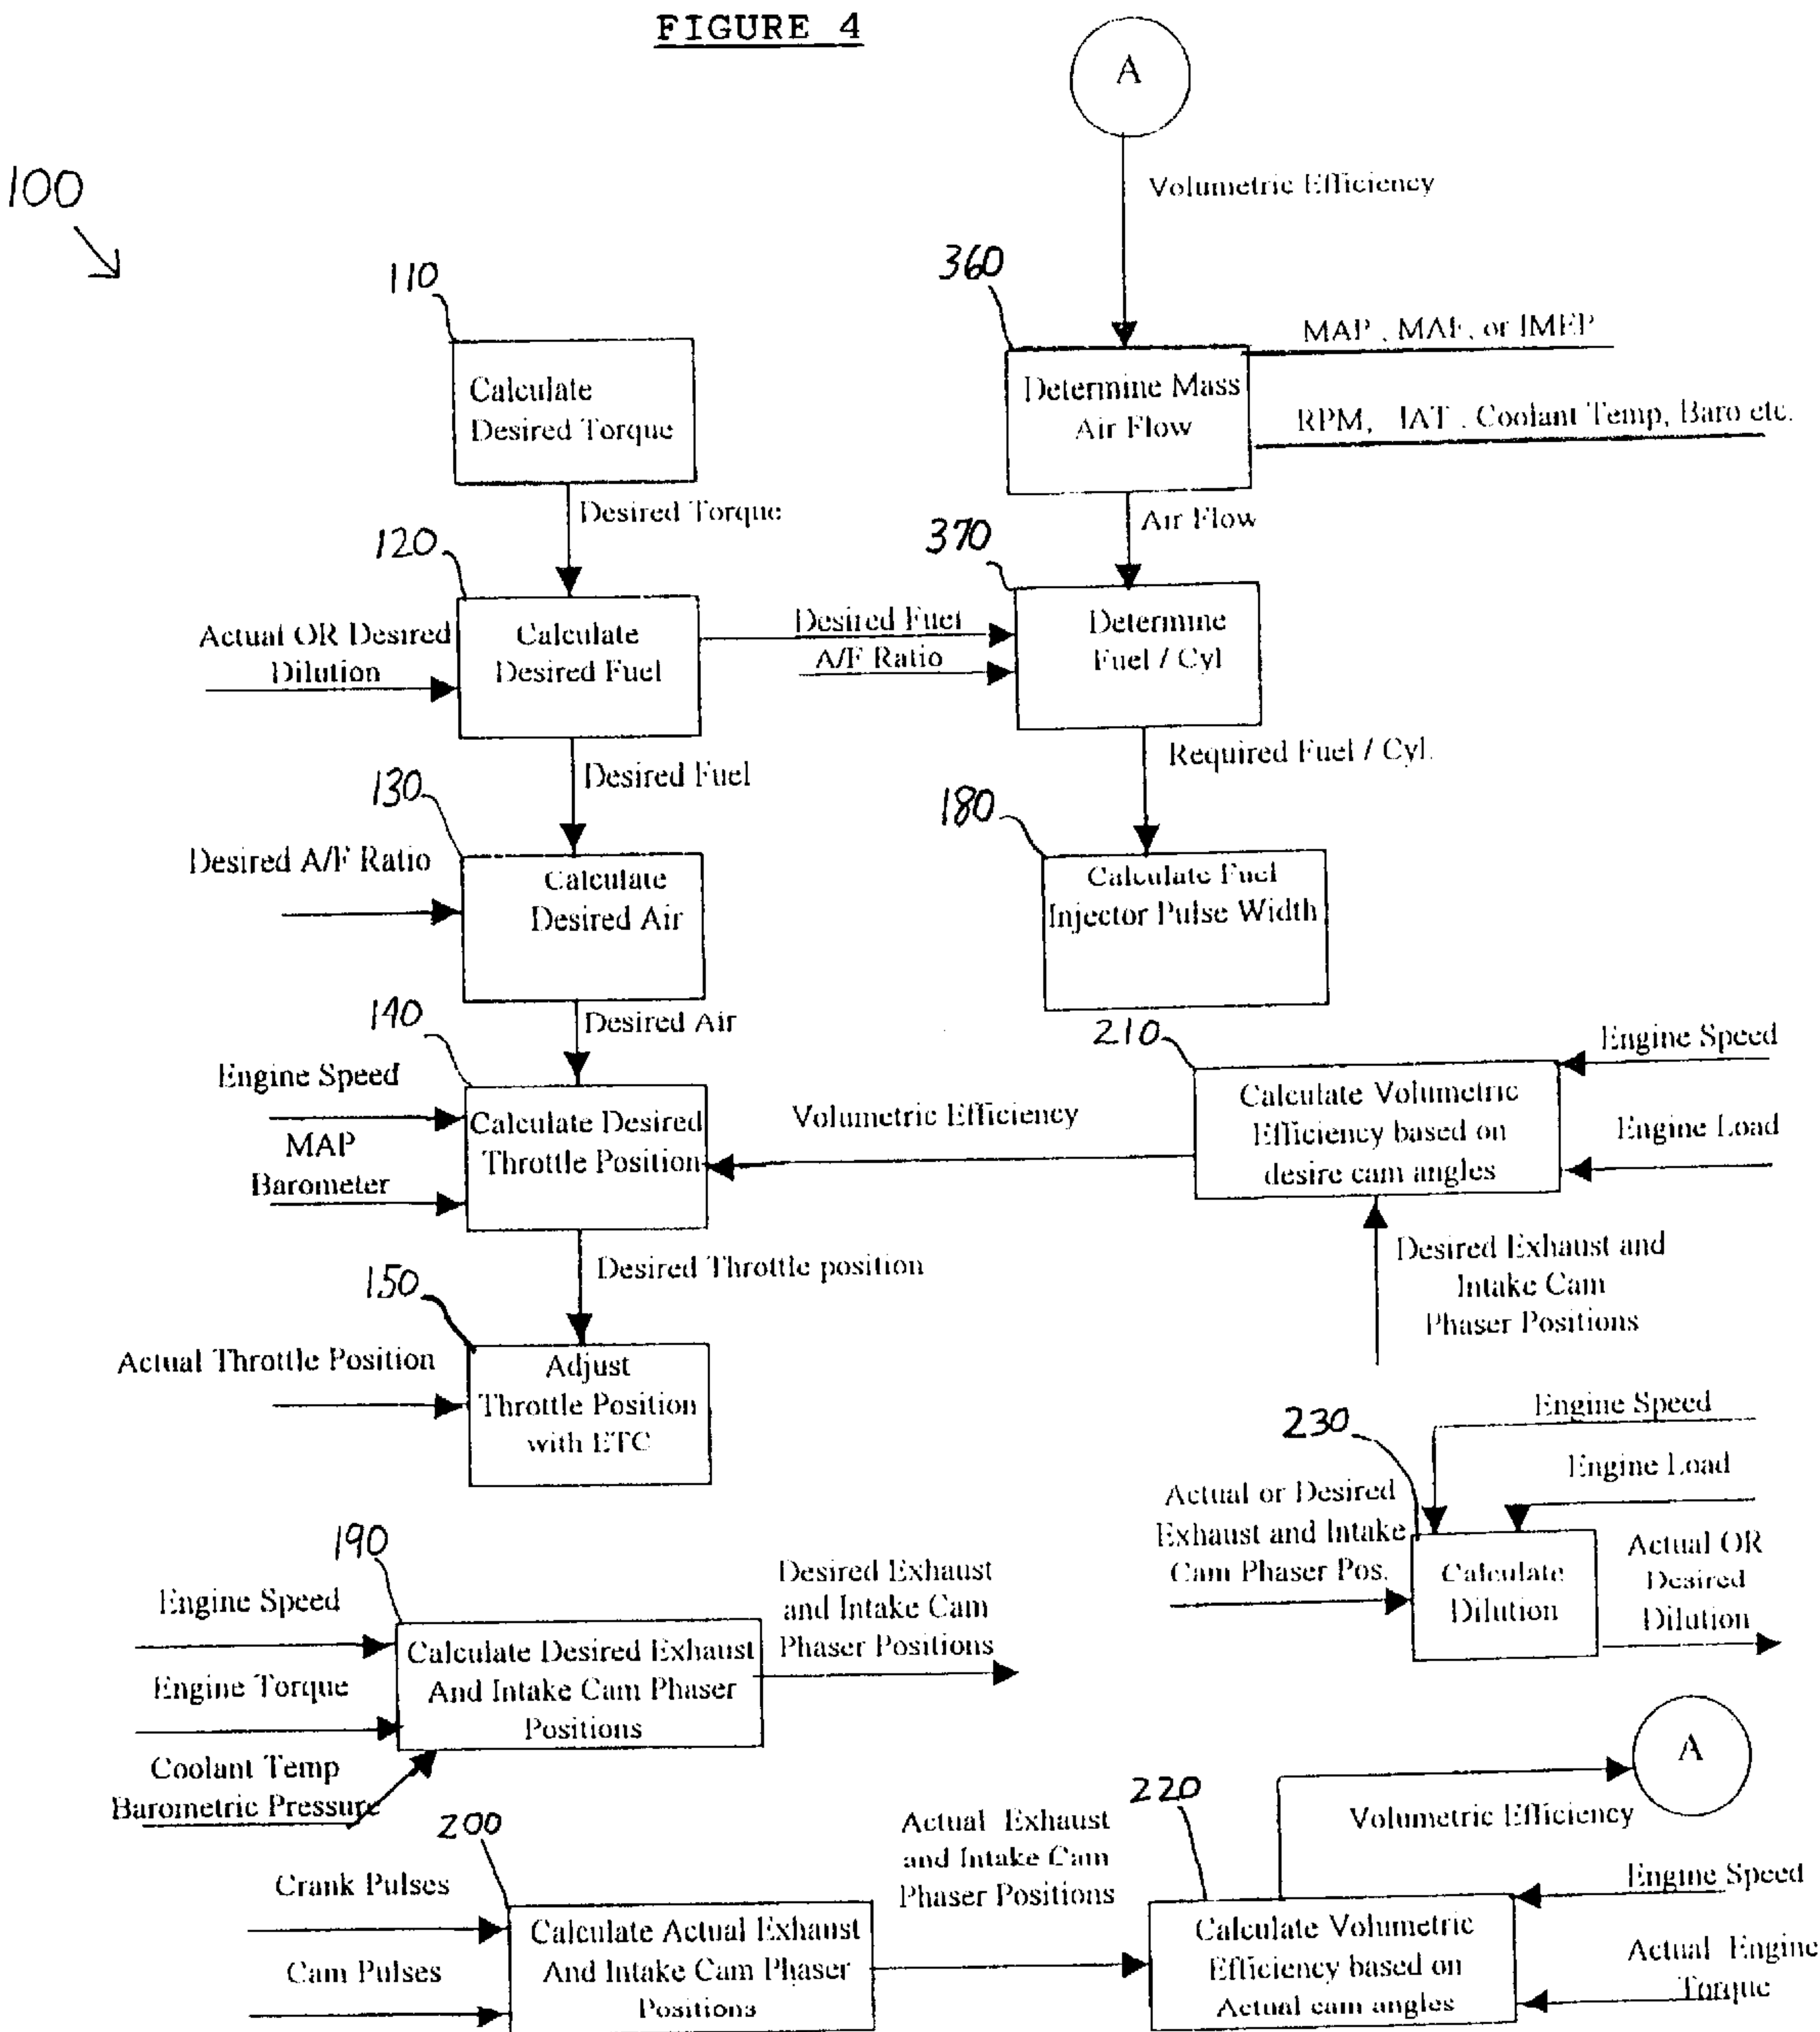 FIGURE 4
A
Volumetric Efficiency
100
110
Calculate
Desired Torque
Desired Torque
360
Determine Mass
Air Flow
MAP , MAF, or IMEP
RPM, IAT , Coolant Temp, Baro etc.
Air Flow
120
Actual OR Desired
Dilution
Calculate
Desired Fuel
Desired Fuel
A/F Ratio
370
Determine
Fuel / Cyl
Required Fuel / Cyl.
Desired Fuel
130
Desired A/F Ratio
Calculate
Desired Air
Desired Air
180
Calculate Fuel
Injector Pulse Width
140
Engine Speed
MAP
Barometer
Calculate Desired
Throttle Position
Volumetric Efficiency
210
Calculate Volumetric
Efficiency based on
desire cam angles
Engine Speed
Engine Load
Desired Exhaust and
Intake Cam
Phaser Positions
Desired Throttle position
150
Actual Throttle Position
Adjust
Throttle Position
with ETC
230
Engine Speed
Engine Load
Actual or Desired
Exhaust and Intake
Cam Phaser Pos.
Calculate
Dilution
Actual OR
Desired
Dilution
190
Engine Speed
Engine Torque
Coolant Temp
Barometric Pressure
Calculate Desired Exhaust
And Intake Cam Phaser
Positions
Desired Exhaust
and Intake Cam
Phaser Positions
200
Crank Pulses
Cam Pulses
Calculate Actual Exhaust
And Intake Cam Phaser
Positions
Actual Exhaust
and Intake Cam
Phaser Positions
220
Calculate Volumetric
Efficiency based on
Actual cam angles
A
Volumetric Efficiency
Engine Speed
Actual Engine
Torque